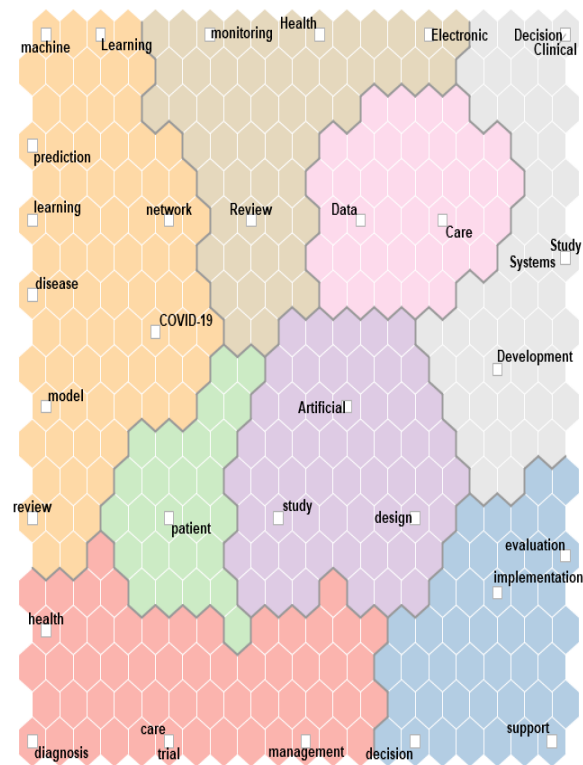 Health
machine
Learning
monitoring
Electronic
Decision
Clinical
prediction
learning
network
Review
Data
Care
Study
Systems
disease
COVID-19
Development
model
Artificial
review
patient
study
design
evaluation
implementation
health
care
diagnosis
trial
management
decision
support